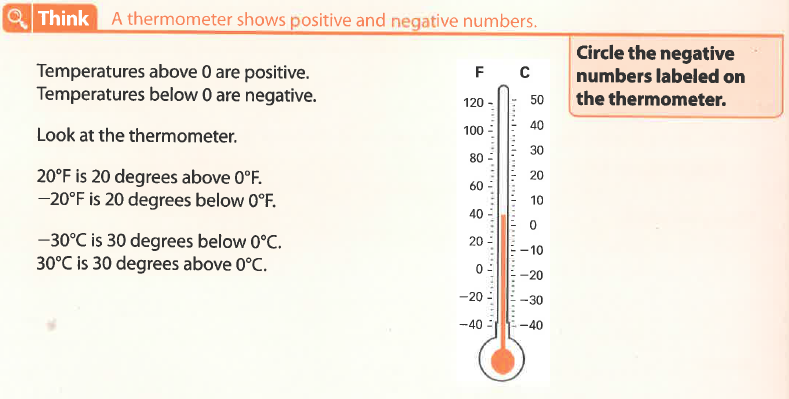 Think A thermometer shows positive and negative numbers.
Temperatures above 0 are positive.
Temperatures below 0 are negative.
Look at the thermometer.
20°F is 20 degrees above 0°F.
−20°F is 20 degrees below 0°F.
−30°C is 30 degrees below 0°C.
30°C is 30 degrees above 0°C.
F C
120 50
100 40
80 30
60 20
40 10
20 0
0 −10
−20 −20
−40 −30
−40
Circle the negative
numbers labeled on
the thermometer.